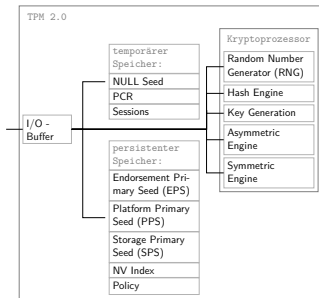 TPM 2.0
temporärer
Speicher:
NULL Seed
PCR
Sessions
I/O -
Buffer
persistenter
Speicher:
Endorsement Pri-
mary Seed (EPS)
Platform Primary
Seed (PPS)
Storage Primary
Seed (SPS)
NV Index
Policy
Kryptoprozessor
Random Number
Generator (RNG)
Hash Engine
Key Generation
Asymmetric
Engine
Symmetric
Engine